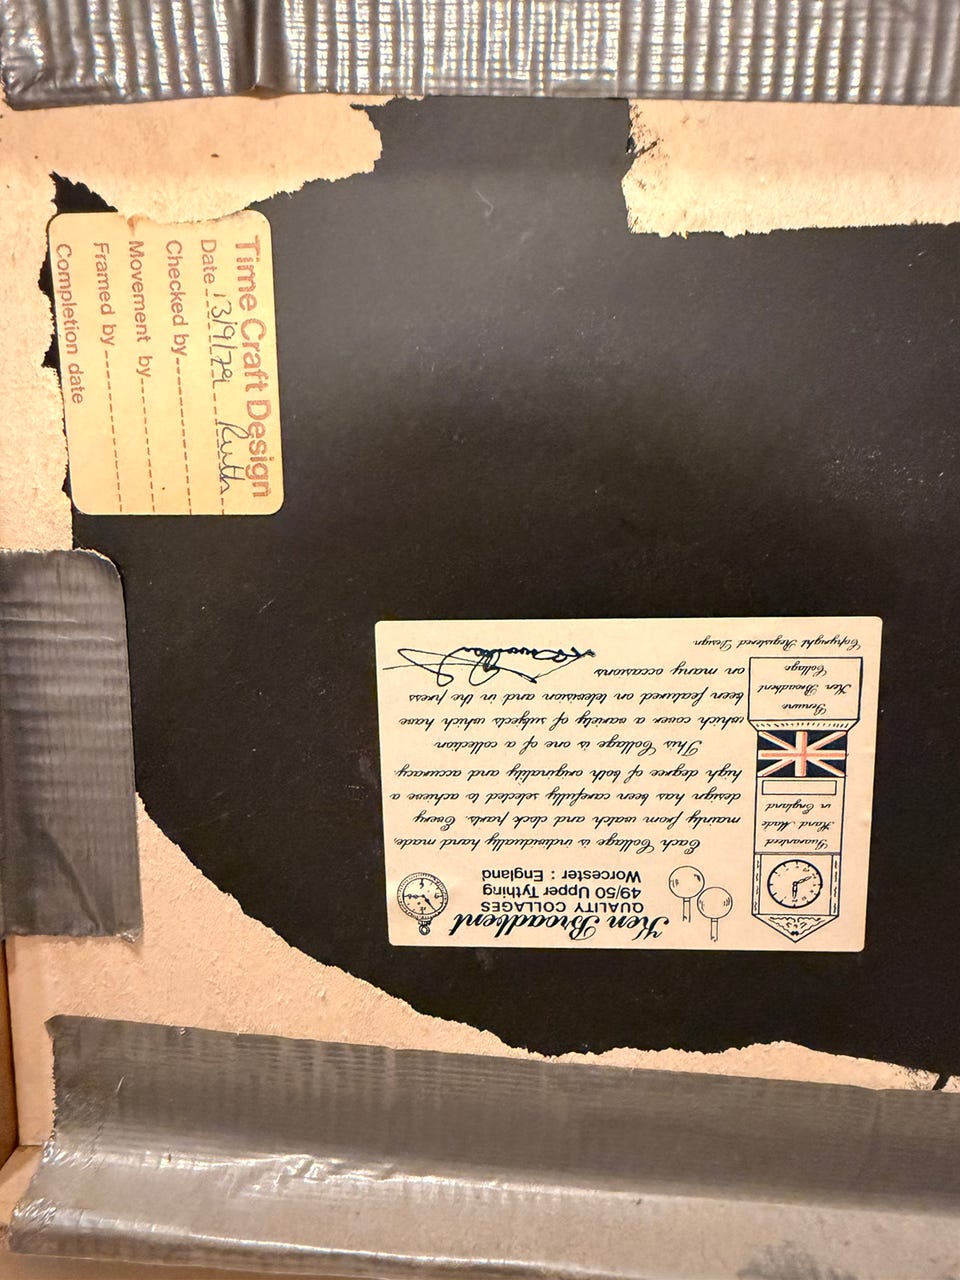 Time Craft Design
Date 13/9/79 Ruth
Checked by
Movement by
Framed by
Completion date
Ken Broadbent
QUALITY COLLAGES
49/50 Upper Tything
Worcester : England
Each Collage is individually hand made,
mainly from watch and clock parts. Every
design has been carefully selected to achieve a
high degree of both originality and accuracy.
This Collage is one of a collection
which cover a variety of subjects which have
been featured on television and in the press
on many occasions
Guaranteed
Hand Made
in England
Genuine
Ken Broadbent
Collage
Copyright Registered Design